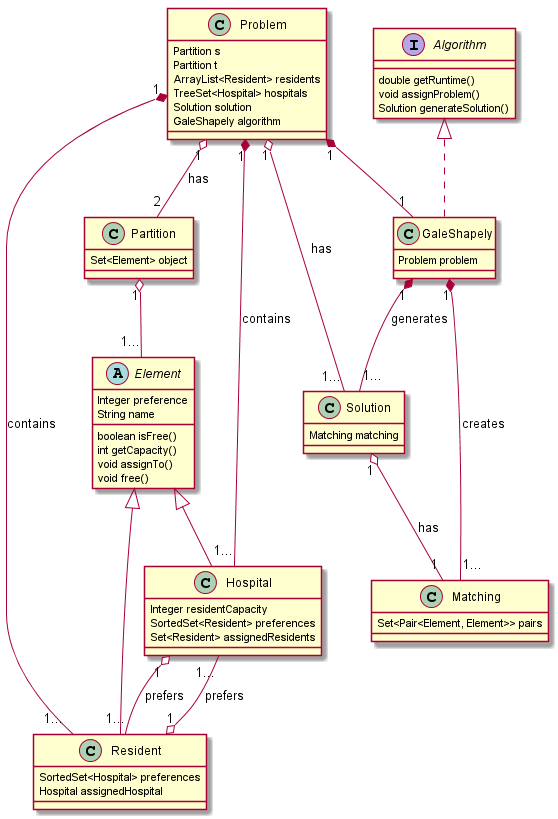 C Problem
Partition s
Partition t
ArrayList<Resident> residents
TreeSet<Hospital> hospitals
Solution solution
GaleShapely algorithm
I Algorithm
double getRuntime()
void assignProblem()
Solution generateSolution()
1
1
1
1
1
has
2
1
C Partition
Set<Element> object
C GaleShapely
Problem problem
has
1
1
1
contains
generates
1...
1...
1...
A Element
Integer preference
String name
boolean isFree()
int getCapacity()
void assignTo()
void free()
C Solution
Matching matching
contains
creates
1
has
1...
1
1...
C Hospital
Integer residentCapacity
SortedSet<Resident> preferences
Set<Resident> assignedResidents
C Matching
Set<Pair<Element, Element>> pairs
1
1...
prefers
prefers
1...
1...
1
C Resident
SortedSet<Hospital> preferences
Hospital assignedHospital